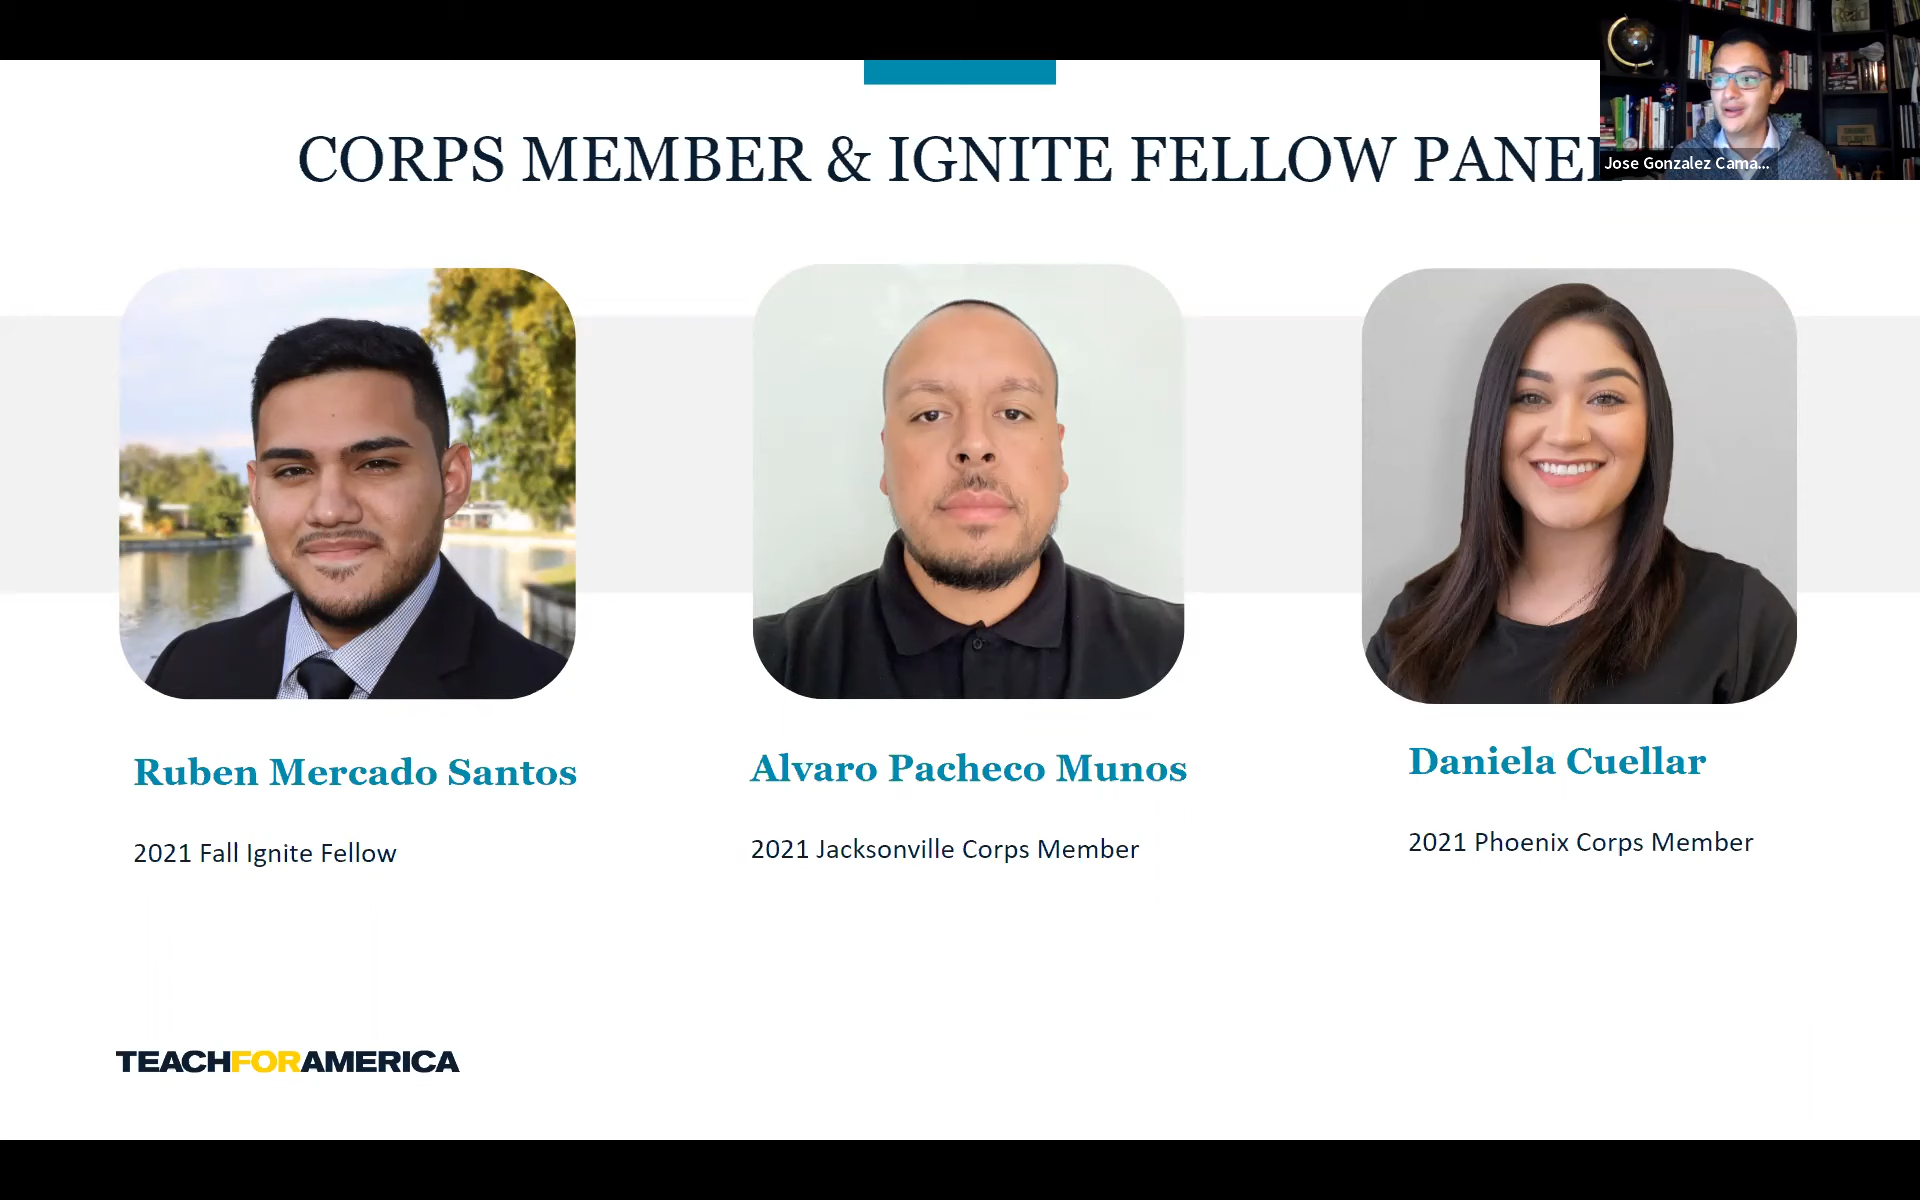 CORPS MEMBER & IGNITE FELLOW PANEL
Jose Gonzalez Cama...
Ruben Mercado Santos
2021 Fall Ignite Fellow
Alvaro Pacheco Munos
2021 Jacksonville Corps Member
Daniela Cuellar
2021 Phoenix Corps Member
TEACHFORAMERICA